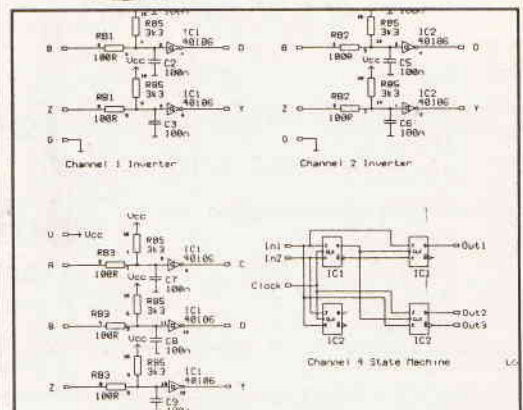 100n
RB5 IC1
3k3 40106
B RB1 D
100R
Vcc C2
100n
RB5 IC1
3k3 40106
Z RB1 Y
100R
C3
100n
G
Channel 1 Inverter
100n
RB5 IC2
3k3 40106
B RB2 D
100R
Vcc C5
100n
RB5 IC2
3k3 40106
Z RB2 Y
100R
C6
100n
Channel 2 Inverter
Vcc
V Vcc
RB5 IC1
3k3 40106
A RB3 C
100R
Vcc C7
100n
RB5 IC1
3k3 40106
B RB3 D
100R
Vcc C8
100n
RB5 IC1
3k3 40106
Z RB3
100R
C9
100n
In1 Out1
In2
IC1
Clock
Out2
Out3
IC2 IC2
Channel 4 State Machine